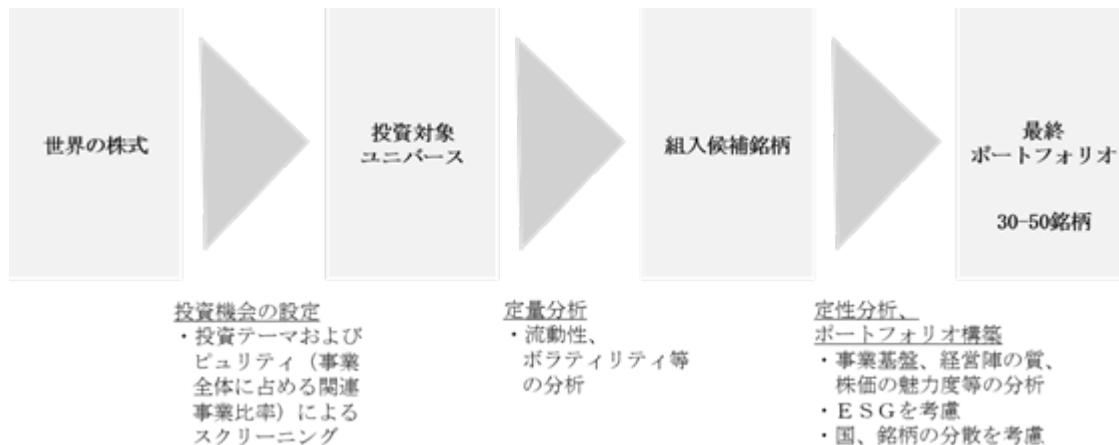 世界の株式
投資対象
ユニバース
組入候補銘柄
最終
ポートフォリオ
30-50銘柄
投資機会の設定
・投資テーマおよび
ピュリティ（事業
全体に占める関連
事業比率）による
スクリーニング
定量分析
・流動性、
ボラティリティ等
の分析
定性分析、
ポートフォリオ構築
・事業基盤、経営陣の質、
株価の魅力度等の分析
・ＥＳＧを考慮
・国、銘柄の分散を考慮